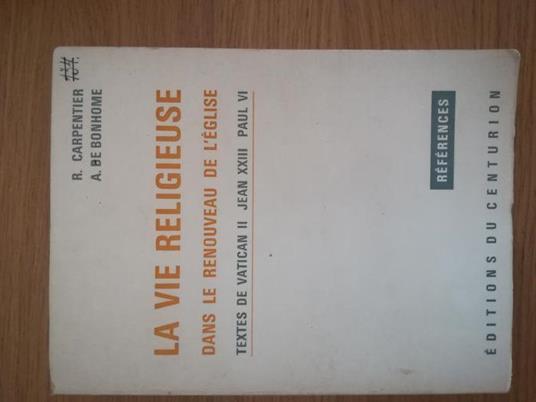 R. CARPENTIER
A. DE BONHOME
LA VIE RELIGIEUSE
DANS LE RENOUVEAU DE L'ÉGLISE
TEXTES DE VATICAN II JEAN XXIII PAUL VI
RÉFÉRENCES
ÉDITIONS DU CENTURION